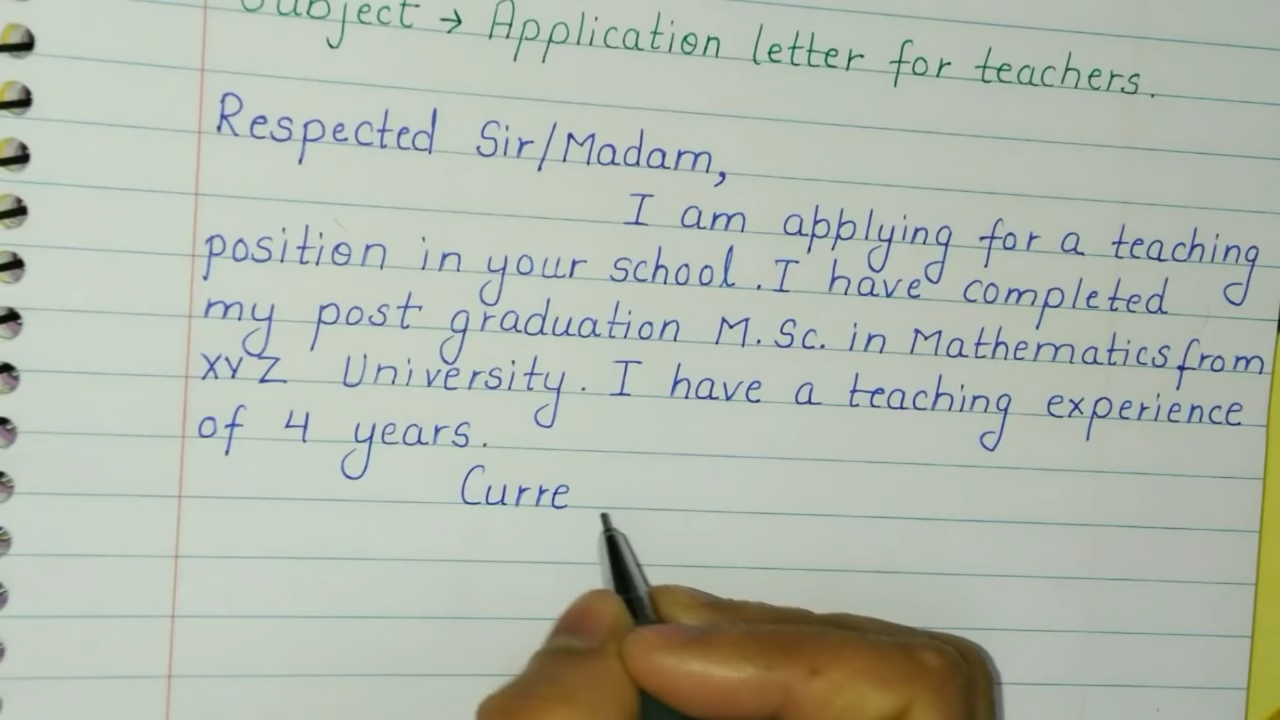 Subject → Application letter for teachers.
Respected Sir/Madam,
I am applying for a teaching
position in your school. I have completed
my post graduation M.Sc. in Mathematics from
XYZ University. I have a teaching experience
of 4 years.
Curre